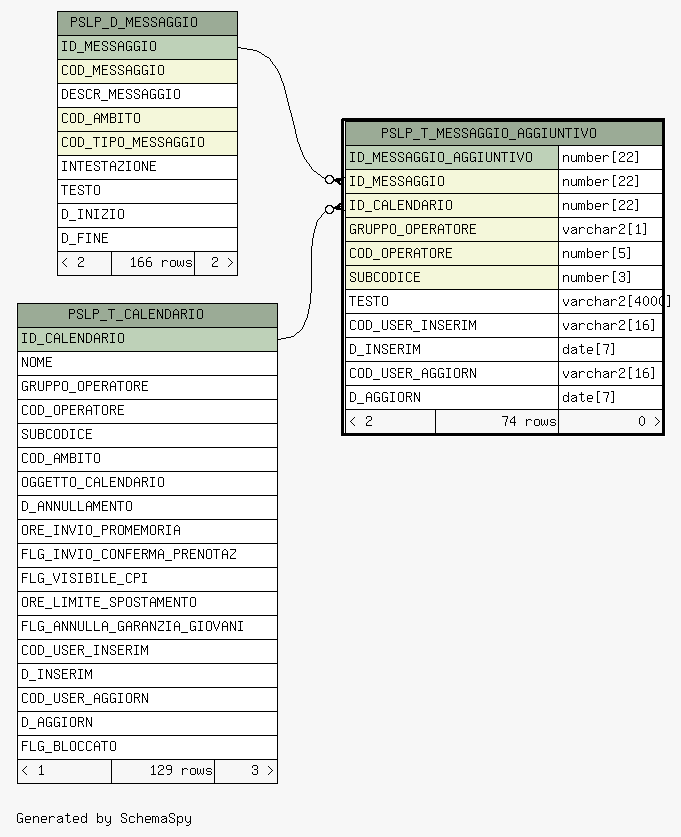 PSLP_D_MESSAGGIO
ID_MESSAGGIO
COD_MESSAGGIO
DESCR_MESSAGGIO
COD_AMBITO
COD_TIPO_MESSAGGIO
INTESTAZIONE
TESTO
D_INIZIO
D_FINE
< 2 166 rows 2 >
PSLP_T_MESSAGGIO_AGGIUNTIVO
ID_MESSAGGIO_AGGIUNTIVO number[22]
ID_MESSAGGIO number[22]
ID_CALENDARIO number[22]
GRUPPO_OPERATORE varchar2[1]
COD_OPERATORE number[5]
SUBCODICE number[3]
TESTO varchar2[4000]
COD_USER_INSERIM varchar2[16]
D_INSERIM date[7]
COD_USER_AGGIORN varchar2[16]
D_AGGIORN date[7]
< 2 74 rows 0 >
PSLP_T_CALENDARIO
ID_CALENDARIO
NOME
GRUPPO_OPERATORE
COD_OPERATORE
SUBCODICE
COD_AMBITO
OGGETTO_CALENDARIO
D_ANNULLAMENTO
ORE_INVIO_PROMEMORIA
FLG_INVIO_CONFERMA_PRENOTAZ
FLG_VISIBILE_CPI
ORE_LIMITE_SPOSTAMENTO
FLG_ANNULLA_GARANZIA_GIOVANI
COD_USER_INSERIM
D_INSERIM
COD_USER_AGGIORN
D_AGGIORN
FLG_BLOCCATO
< 1 129 rows 3 >
Generated by SchemaSpy